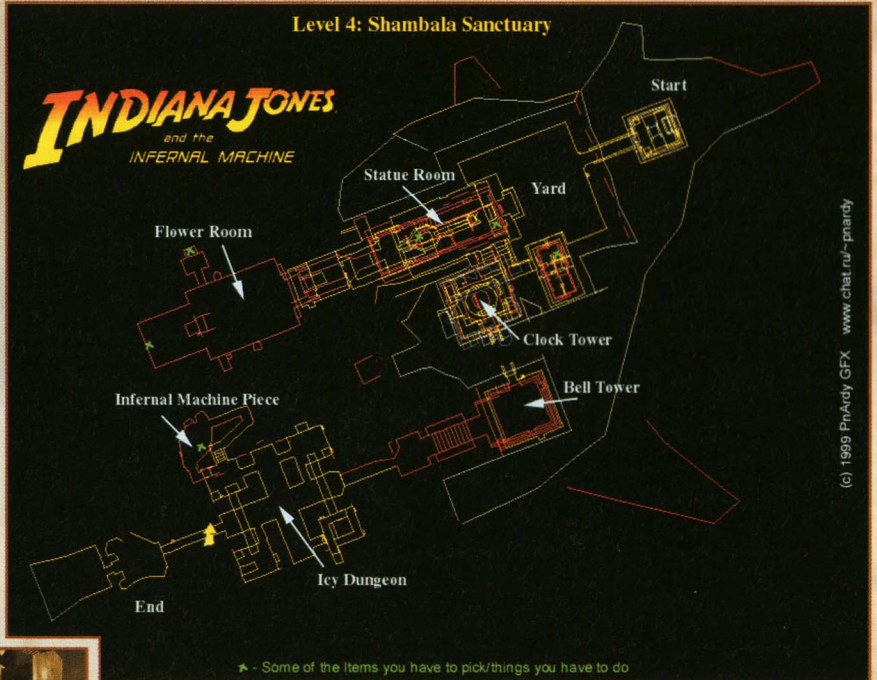 Level 4: Shambala Sanctuary
INDIANA JONES
and the
INFERNAL MACHINE
Start
Statue Room
Yard
Flower Room
Clock Tower
Bell Tower
Infernal Machine Piece
Icy Dungeon
End
(c) 1999 PnArdy GFX www.chat.ru/~pnardy
- Some of the Items you have to pick/things you have to do